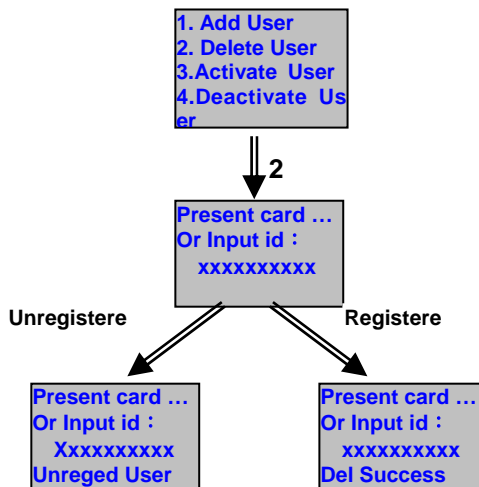 1. Add User
2. Delete User
3.Activate User
4.Deactivate Us
er
2
Present card …
Or Input id：
xxxxxxxxxx
Unregistere
Registere
Present card …
Or Input id：
Xxxxxxxxxx
Unreged User
Present card …
Or Input id：
xxxxxxxxxx
Del Success